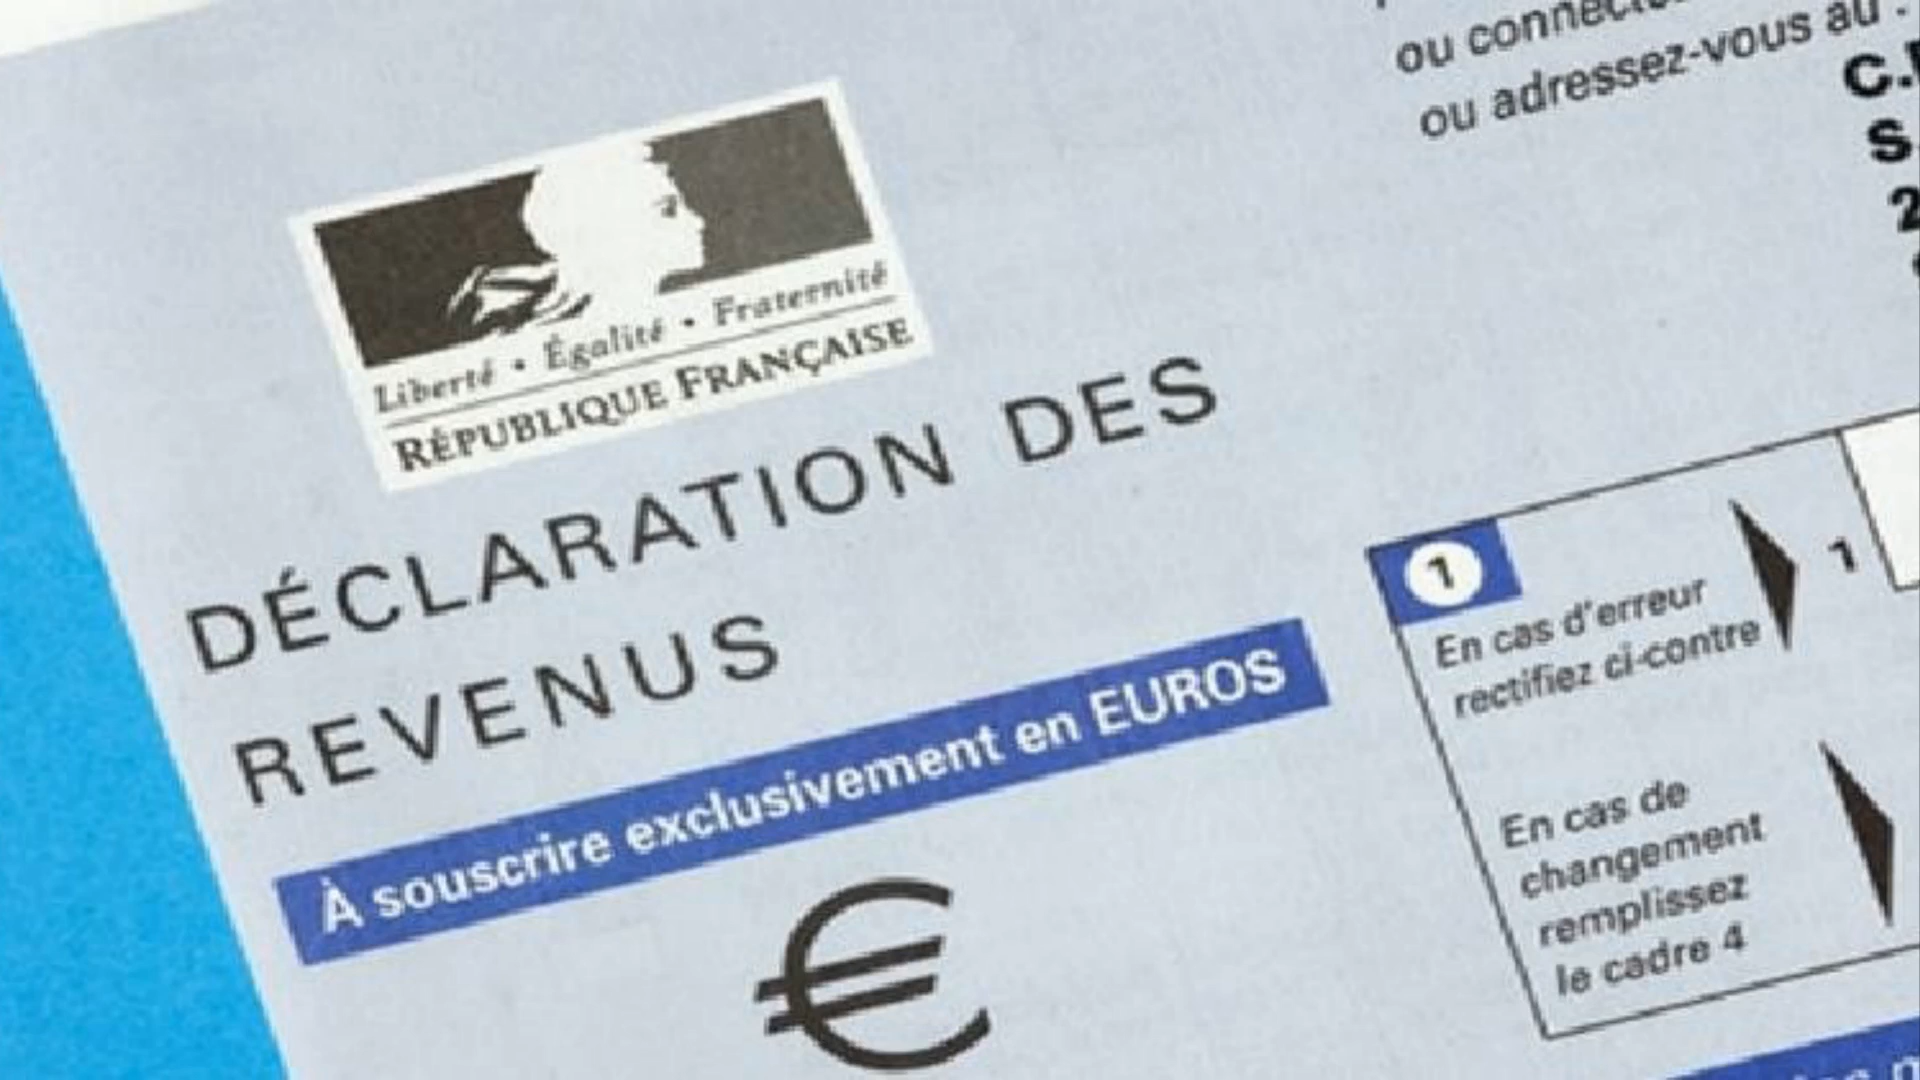 Liberté • Égalité • Fraternité
RÉPUBLIQUE FRANÇAISE
DÉCLARATION DES
REVENUS
À souscrire exclusivement en EUROS
€
ou
ou adressez-vous au :
1
En cas d'erreur
rectifiez ci-contre
1
En cas de
changement
remplissez
le cadre 4